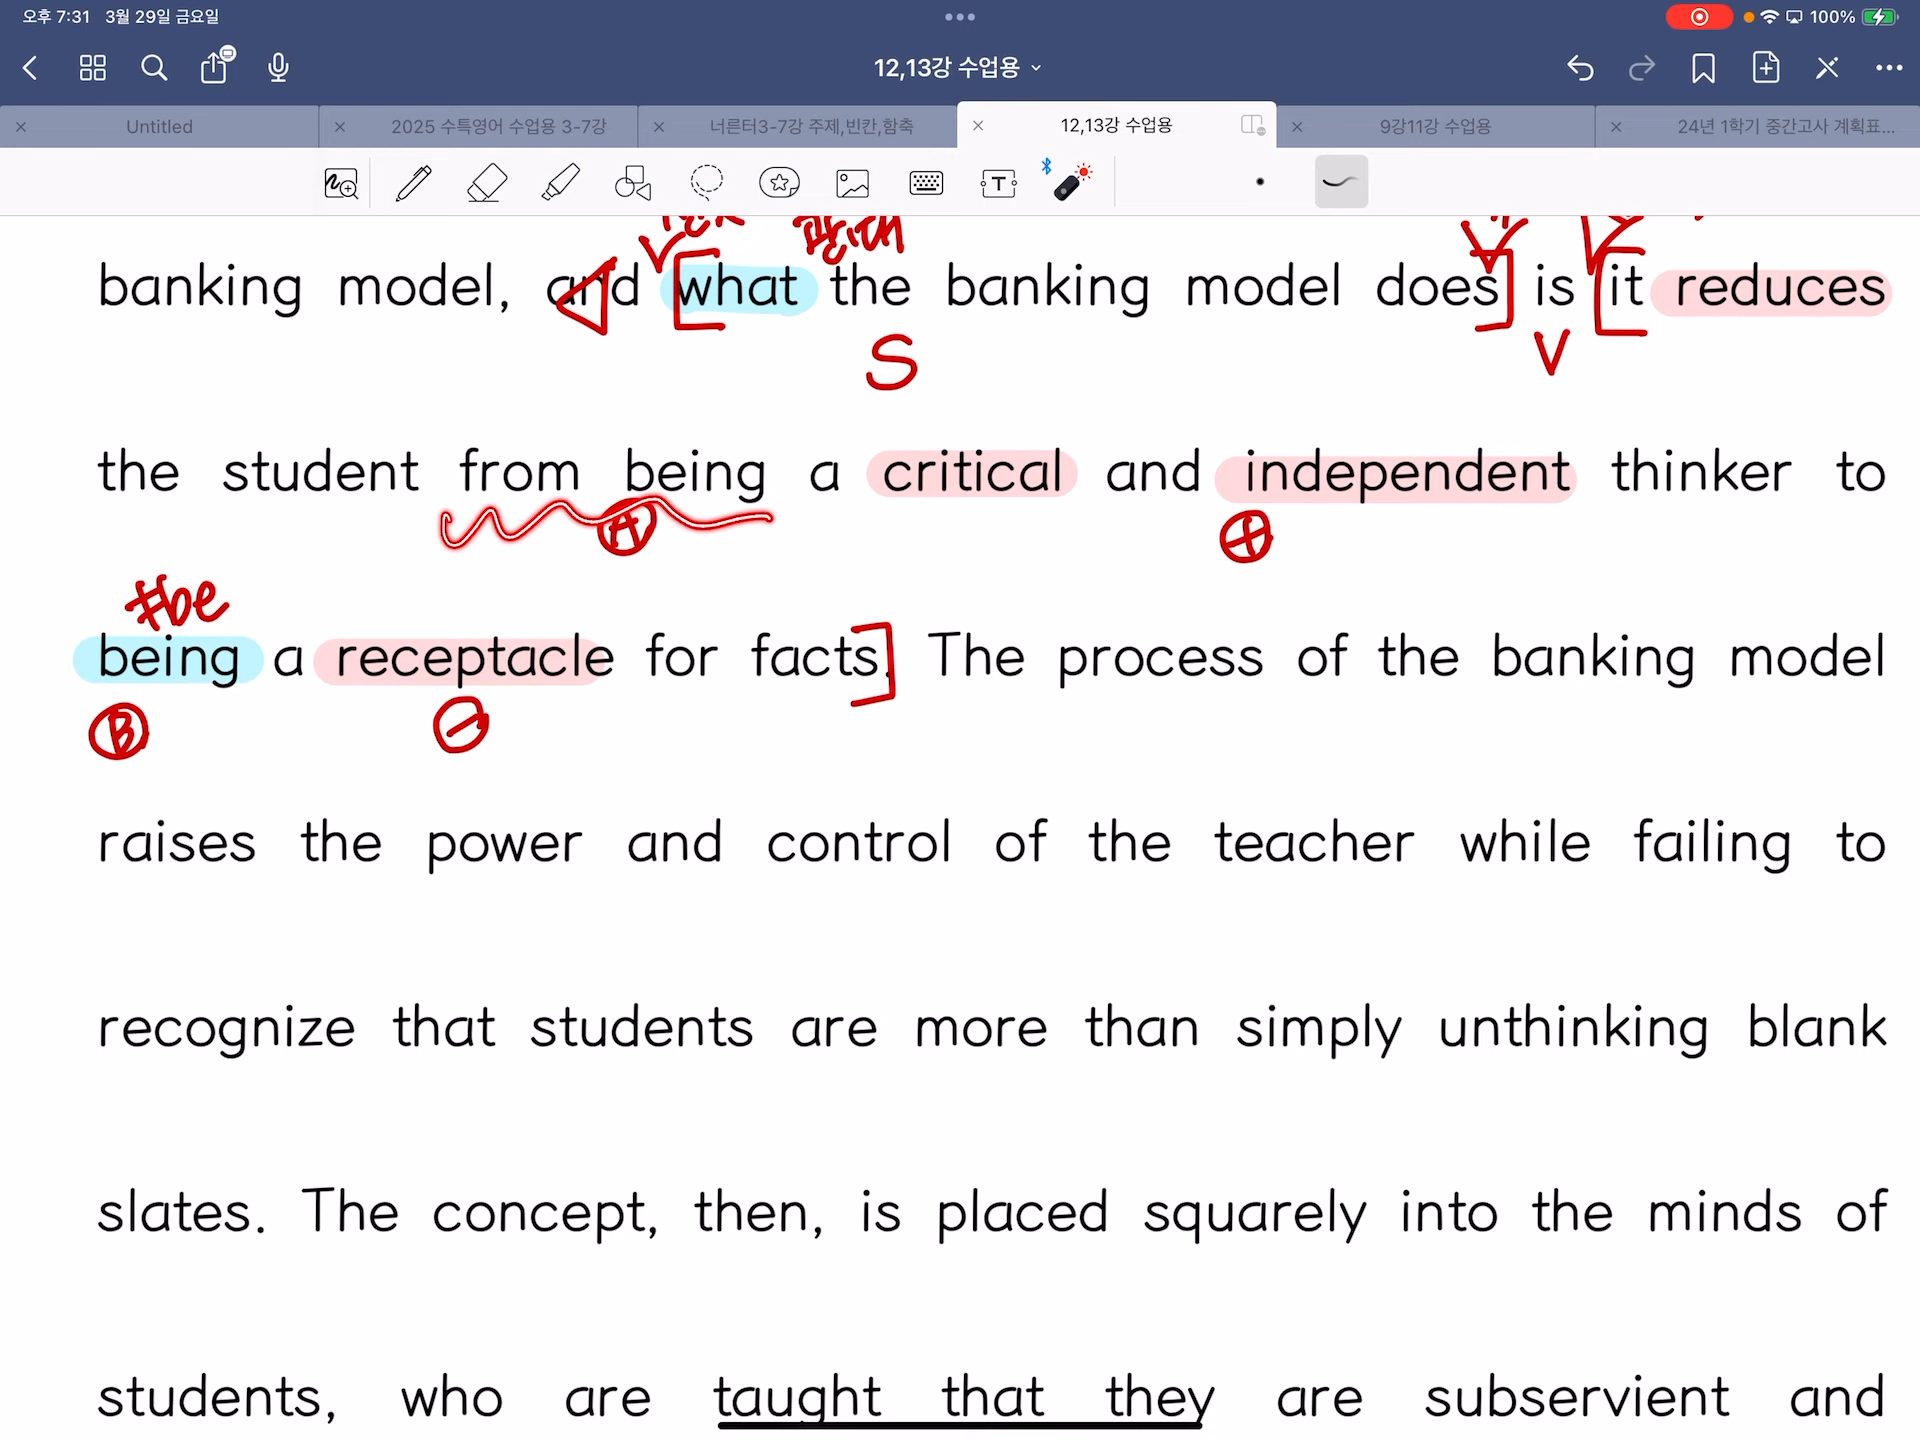 오후 7:31 3월 29일 금요일
100%
12,13강 수업용
Untitled
2025 수특영어 수업용 3-7강
너른터3-7강 주제,빈칸,함축
12,13강 수업용
9강11강 수업용
24년 1학기 중간고사 계획표...
banking model, and what the banking model does is it reduces
S V
the student from being a critical and independent thinker to
A +
≠be
being a receptacle for facts. The process of the banking model
B −
raises the power and control of the teacher while failing to
recognize that students are more than simply unthinking blank
slates. The concept, then, is placed squarely into the minds of
students, who are taught that they are subservient and